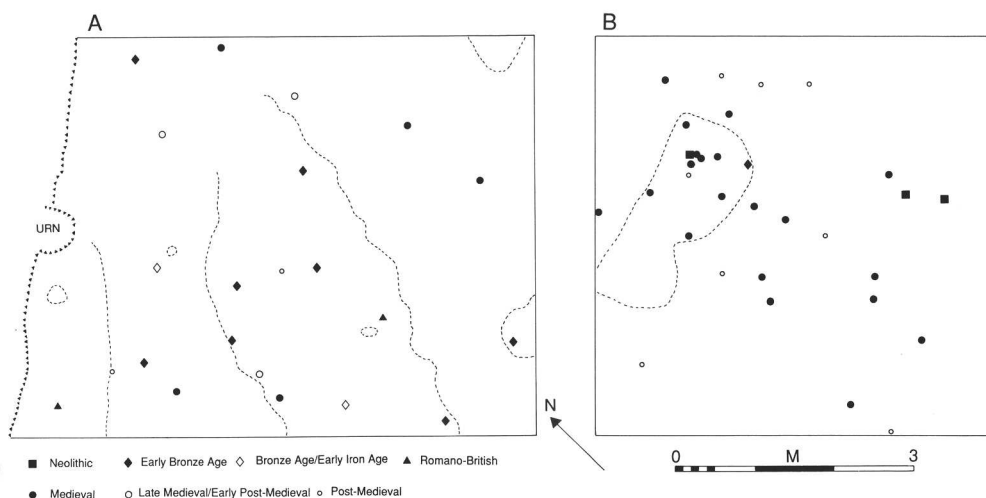 A
B
URN
N
Neolithic Early Bronze Age Bronze Age/Early Iron Age Romano-British
0 M 3
Medieval Late Medieval/Early Post-Medieval Post-Medieval